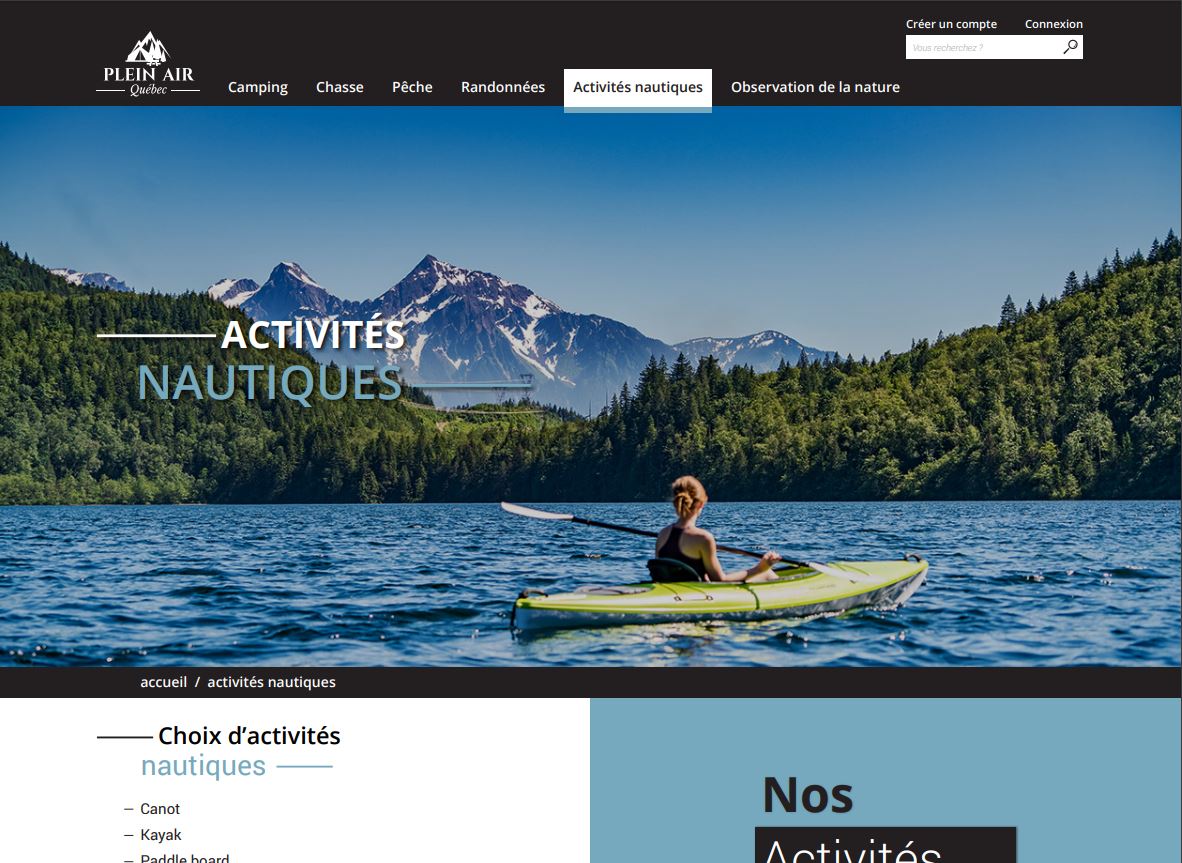 Créer un compte
Connexion
Vous recherchez ?
PLEIN AIR
Québec
Camping
Chasse
Pêche
Randonnées
Activités nautiques
Observation de la nature
ACTIVITÉS
NAUTIQUES
accueil / activités nautiques
Choix d’activités
nautiques
– Canot
– Kayak
– Paddle board
Nos
Activités